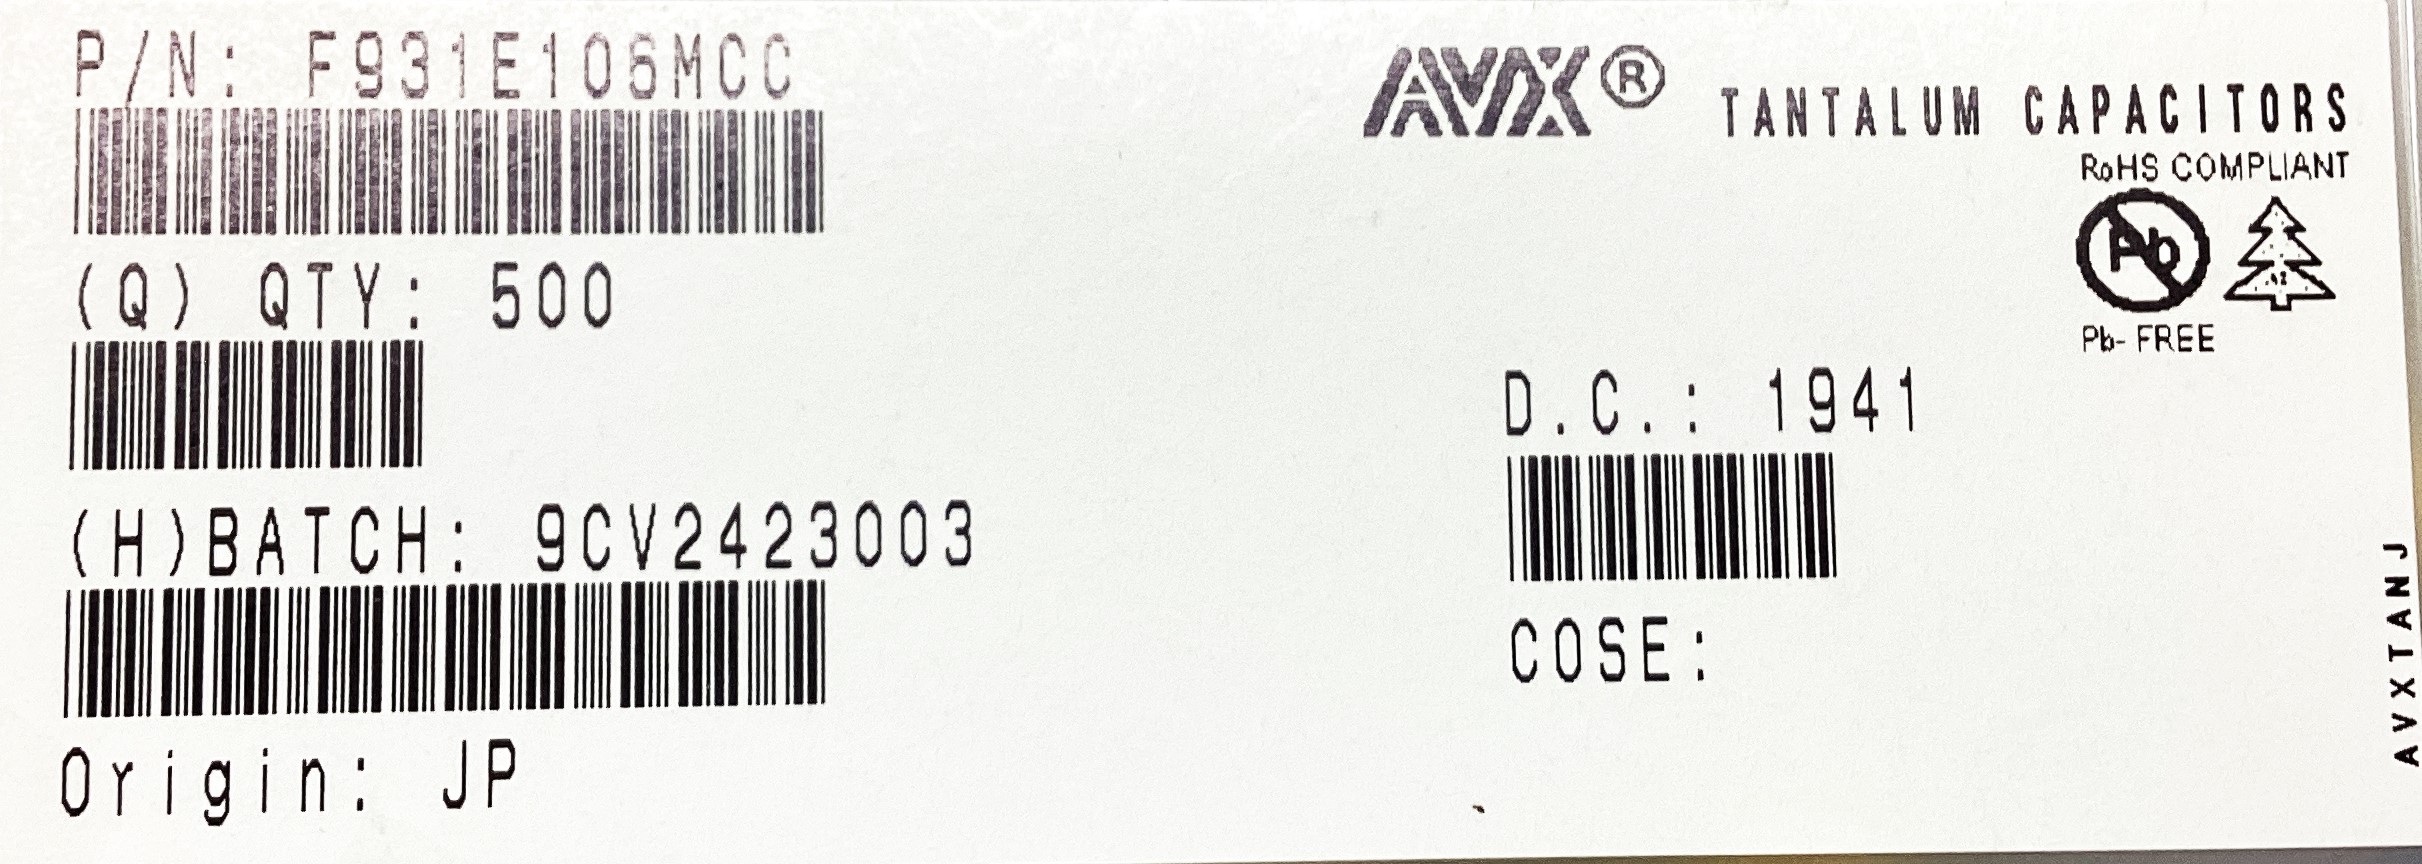 P/N: F931E106MCC
AVX® TANTALUM CAPACITORS
RoHS COMPLIANT
Pb
Pb- FREE
(Q) QTY: 500
D.C.: 1941
(H)BATCH: 9CV2423003
COSE:
Origin: JP
AVXTANJ